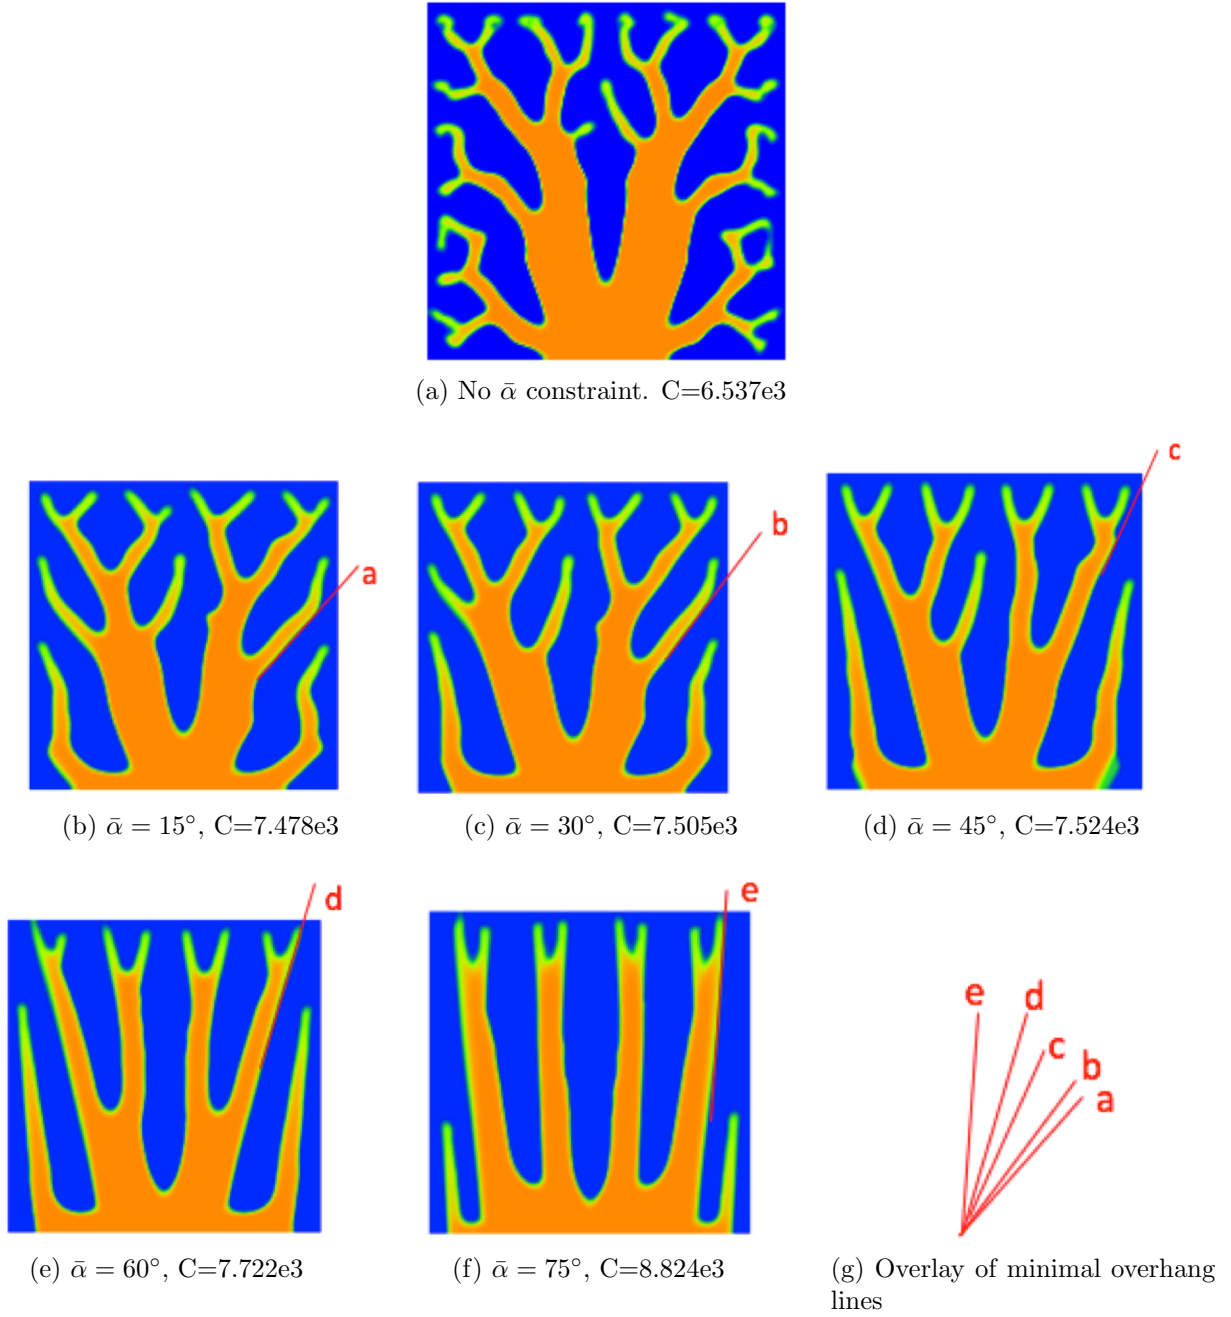 (a) No ᾱ constraint. C=6.537e3
a
b
c
(b) ᾱ = 15°, C=7.478e3
(c) ᾱ = 30°, C=7.505e3
(d) ᾱ = 45°, C=7.524e3
d
e
e
d
c
b
a
(e) ᾱ = 60°, C=7.722e3
(f) ᾱ = 75°, C=8.824e3
(g) Overlay of minimal overhang
lines